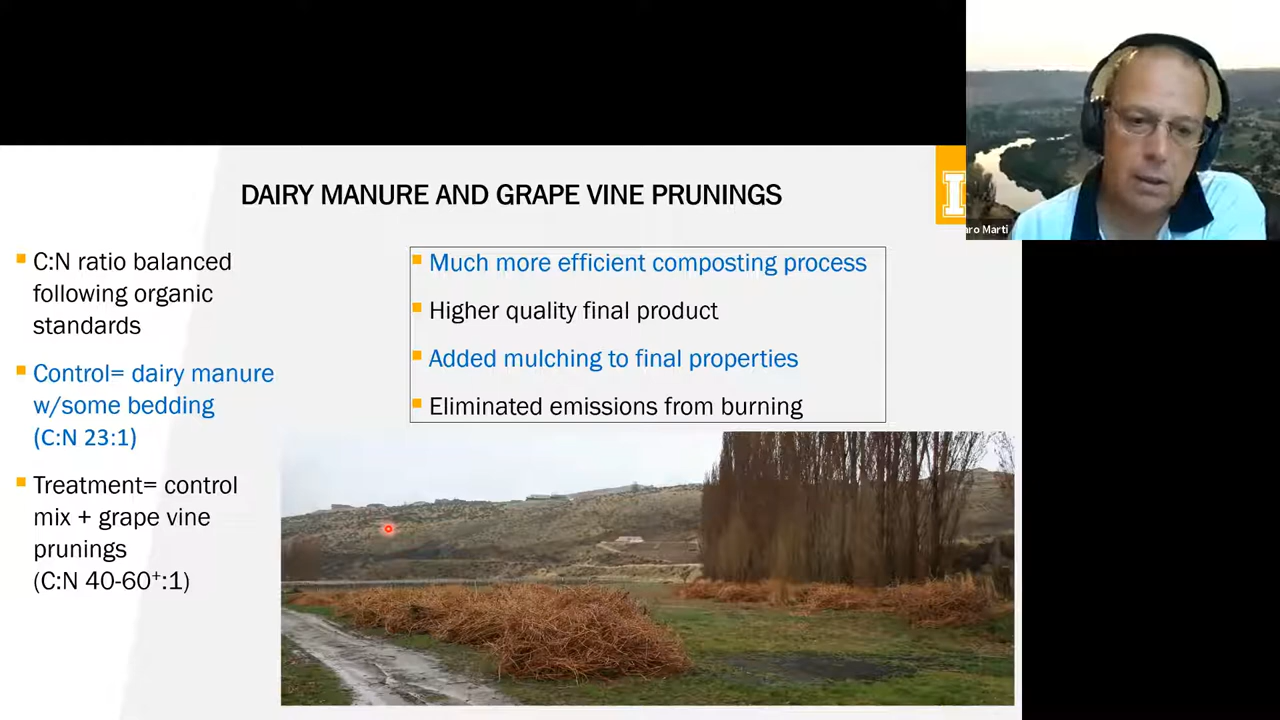 DAIRY MANURE AND GRAPE VINE PRUNINGS
I
aro Marti
C:N ratio balanced
following organic
standards
Control= dairy manure
w/some bedding
(C:N 23:1)
Treatment= control
mix + grape vine
prunings
(C:N 40-60⁺:1)
Much more efficient composting process
Higher quality final product
Added mulching to final properties
Eliminated emissions from burning